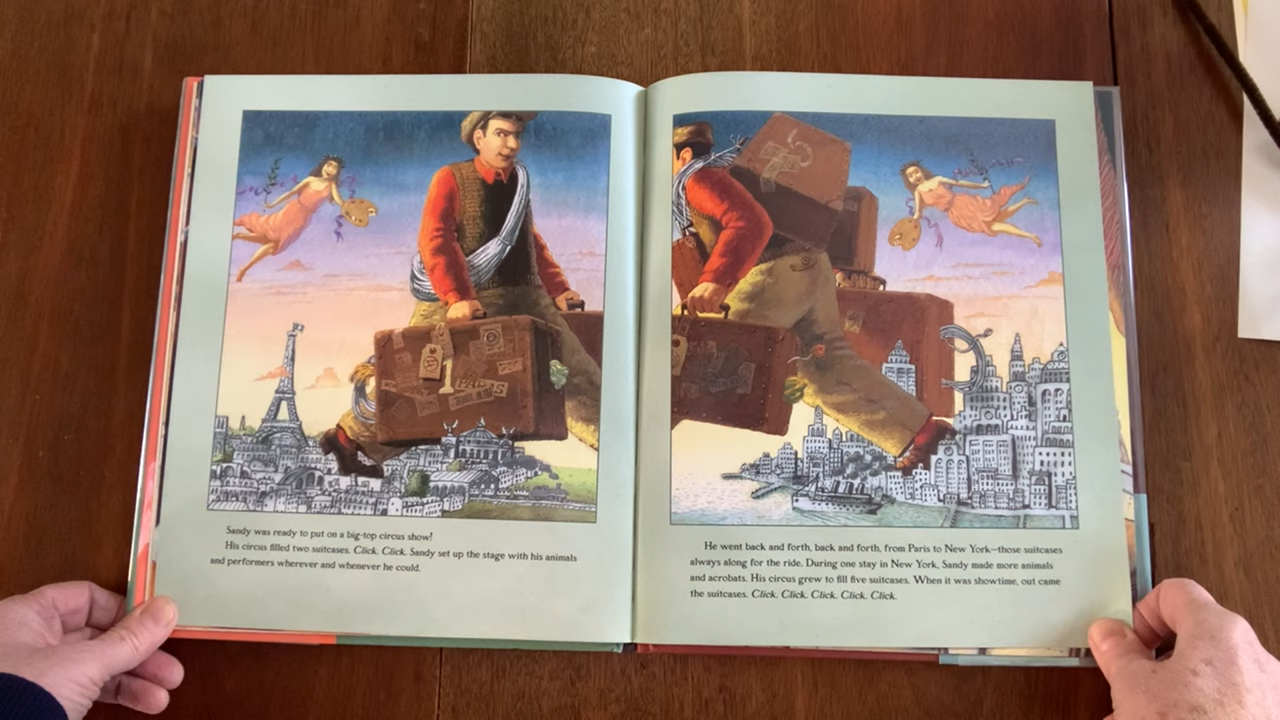 PARIS
Sandy was ready to put on a big-top circus show!
His circus filled two suitcases. Click. Click. Sandy set up the stage with his animals
and performers wherever and whenever he could.
He went back and forth, back and forth, from Paris to New York—those suitcases
always along for the ride. During one stay in New York, Sandy made more animals
and acrobats. His circus grew to fill five suitcases. When it was showtime, out came
the suitcases. Click. Click. Click. Click. Click.